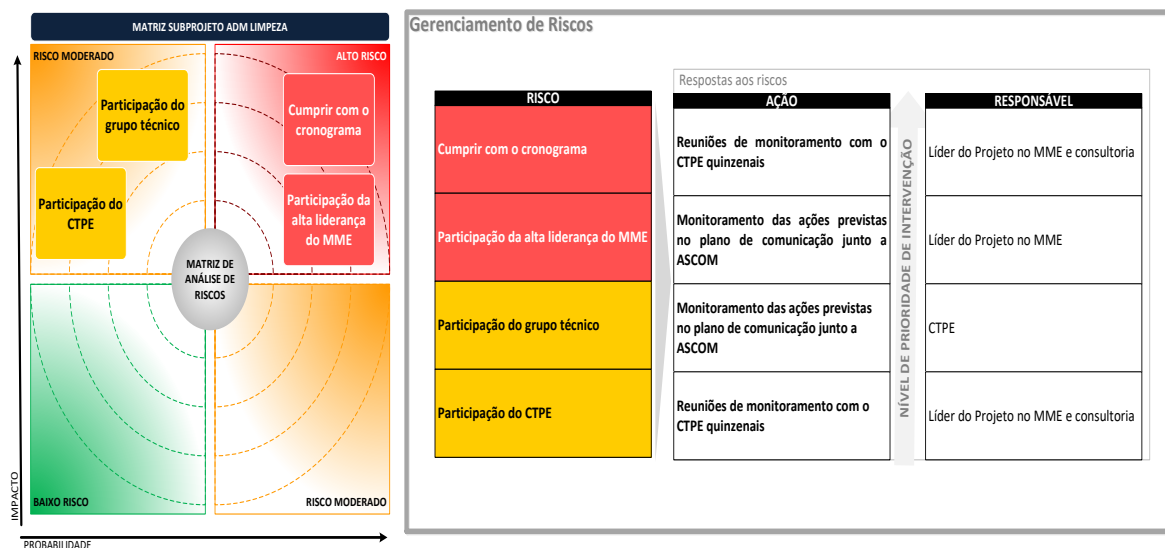 MATRIZ SUBPROJETO ADM LIMPEZA
RISCO MODERADO
ALTO RISCO
Participação do
grupo técnico
Cumprir com o
cronograma
Participação do
CTPE
Participação da
alta liderança
do MME
MATRIZ DE
ANÁLISE DE
RISCOS
BAIXO RISCO
RISCO MODERADO
IMPACTO
PROBABILIDADE
Gerenciamento de Riscos
Respostas aos riscos
RISCO
AÇÃO
RESPONSÁVEL
Cumprir com o cronograma
Reuniões de monitoramento com o
CTPE quinzenais
Líder do Projeto no MME e consultoria
Participação da alta liderança do MME
Monitoramento das ações previstas
no plano de comunicação junto a
ASCOM
Líder do Projeto no MME
Participação do grupo técnico
Monitoramento das ações previstas
no plano de comunicação junto a
ASCOM
CTPE
Participação do CTPE
Reuniões de monitoramento com o
CTPE quinzenais
Líder do Projeto no MME e consultoria
NÍVEL DE PRIORIDADE DE INTERVENÇÃO